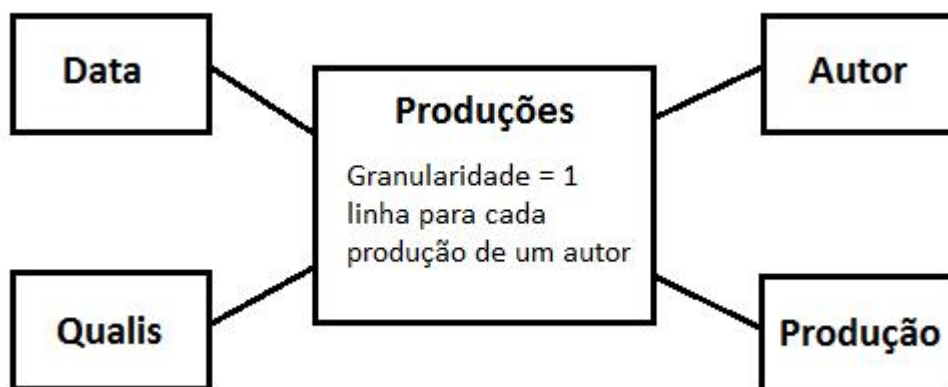 Data
Autor
Produções
Granularidade = 1
linha para cada
produção de um autor
Qualis
Produção